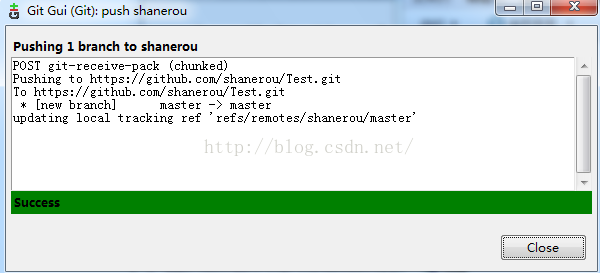 Git Gui (Git): push shanerou
Pushing 1 branch to shanerou
POST git-receive-pack (chunked)
Pushing to https://github.com/shanerou/Test.git
To https://github.com/shanerou/Test.git
 * [new branch]      master -> master
updating local tracking ref 'refs/remotes/shanerou/master'
http://blog.csdn.net/
Success
Close